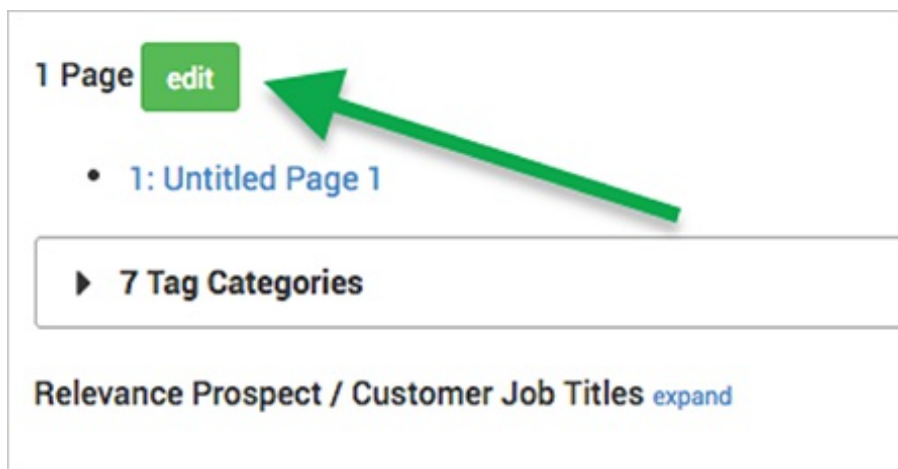 1 Page edit
1: Untitled Page 1
7 Tag Categories
Relevance Prospect / Customer Job Titles expand